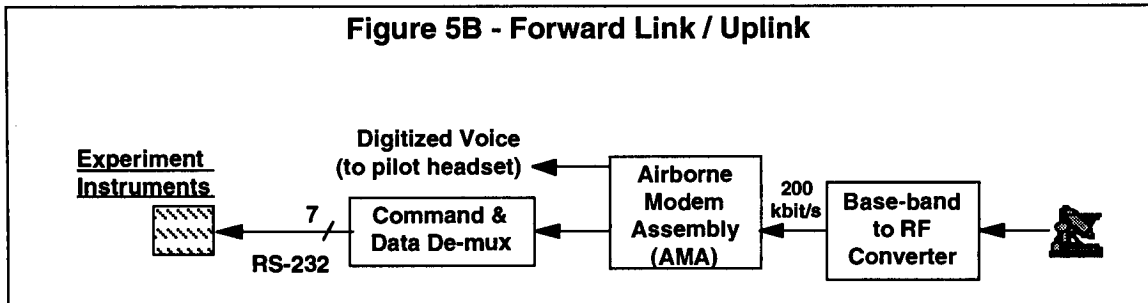 Figure 5B - Forward Link / Uplink
Experiment
Instruments
7
RS-232
Digitized Voice
(to pilot headset)
Command &
Data De-mux
Airborne
Modem
Assembly
(AMA)
200
kbit/s
Base-band
to RF
Converter